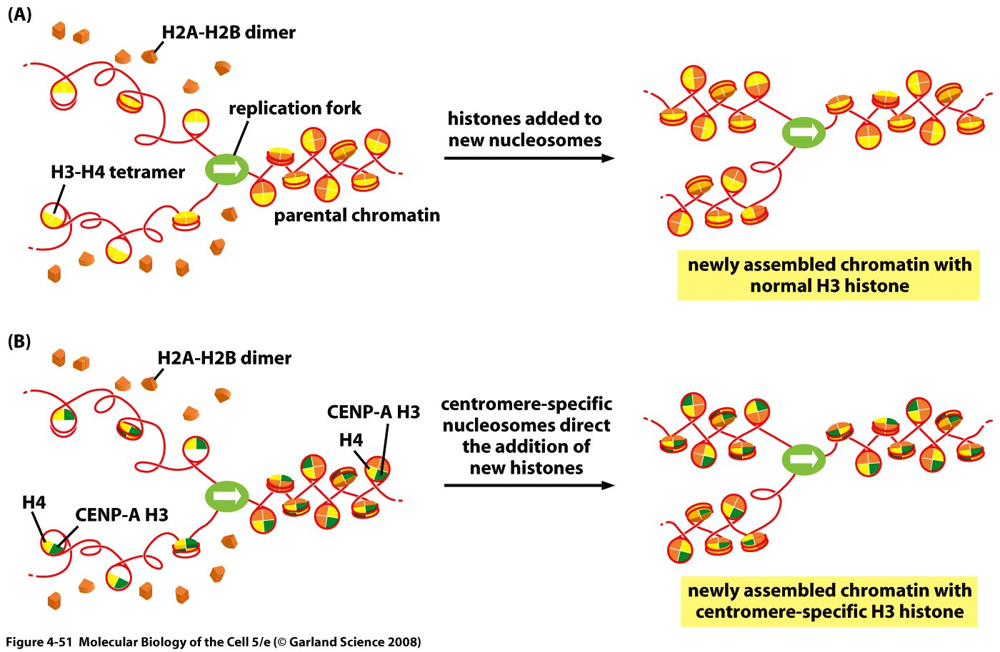 (A)
H2A-H2B dimer
replication fork
H3-H4 tetramer
parental chromatin
histones added to
new nucleosomes
newly assembled chromatin with
normal H3 histone
(B)
H2A-H2B dimer
CENP-A H3
H4
H4
CENP-A H3
centromere-specific
nucleosomes direct
the addition of
new histones
newly assembled chromatin with
centromere-specific H3 histone
Figure 4-51 Molecular Biology of the Cell 5/e (© Garland Science 2008)